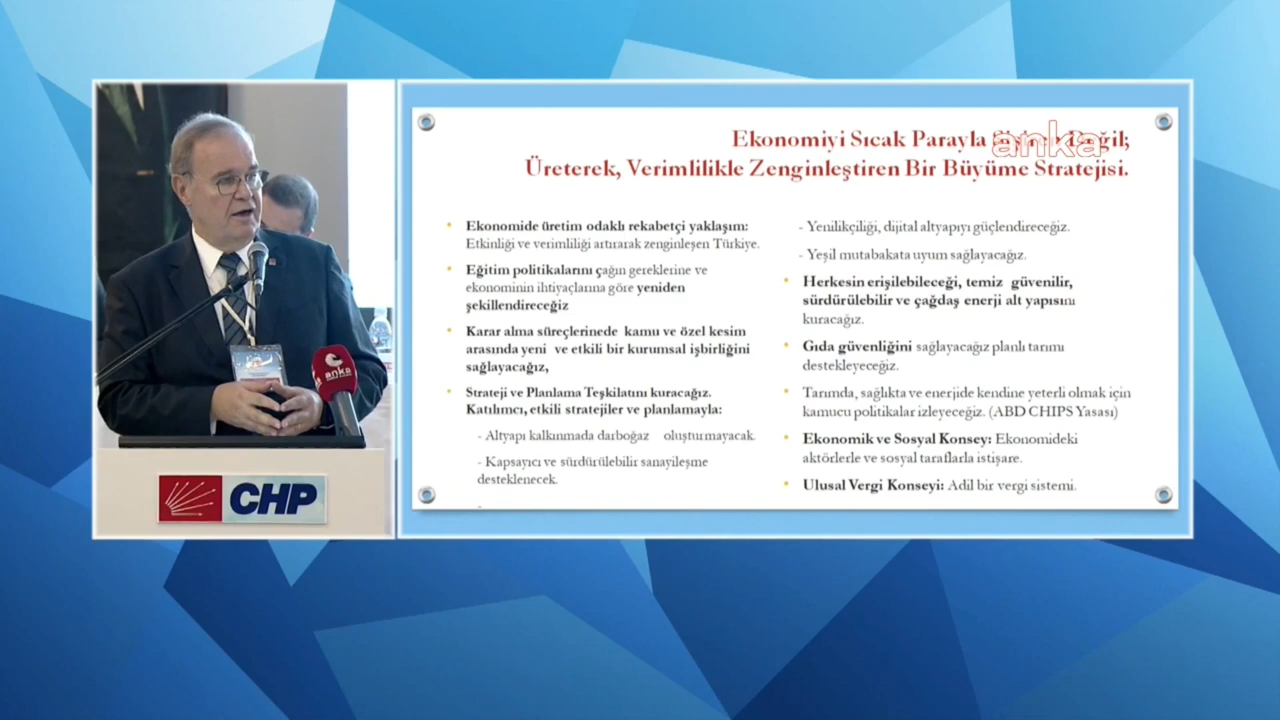 anka
Ekonomiyi Sıcak Parayla
Üreterek, Verimlilikle Zenginleştiren Bir Büyüme Stratejisi.
• Ekonomide üretim odaklı rekabetçi yaklaşım:
Etkinliği ve verimliliği artırarak zenginleşen Türkiye.
• Eğitim politikalarını çağın gereklerine ve
ekonominin ihtiyaçlarına göre yeniden
şekillendireceğiz
• Karar alma süreçlerinede kamu ve özel kesim
arasında yeni ve etkili bir kurumsal işbirliğini
sağlayacağız,
• Strateji ve Planlama Teşkilatını kuracağız.
Katılımcı, etkili stratejiler ve planlamayla:
- Altyapı kalkınmada darboğaz oluşturmayacak.
- Kapsayıcı ve sürdürülebilir sanayileşme
desteklenecek.
-
- Yenilikçiliği, dijital altyapıyı güçlendireceğiz.
- Yeşil mutabakata uyum sağlayacağız.
• Herkesin erişilebileceği, temiz güvenilir,
sürdürülebilir ve çağdaş enerji alt yapısını
kuracağız.
• Gıda güvenliğini sağlayacağız planlı tarımı
destekleyeceğiz.
• Tarımda, sağlıkta ve enerjide kendine yeterli olmak için
kamucu politikalar izleyeceğiz. (ABD CHIPS Yasası)
• Ekonomik ve Sosyal Konsey: Ekonomideki
aktörlerle ve sosyal taraflarla istişare.
• Ulusal Vergi Konseyi: Adil bir vergi sistemi.
anka
CHP